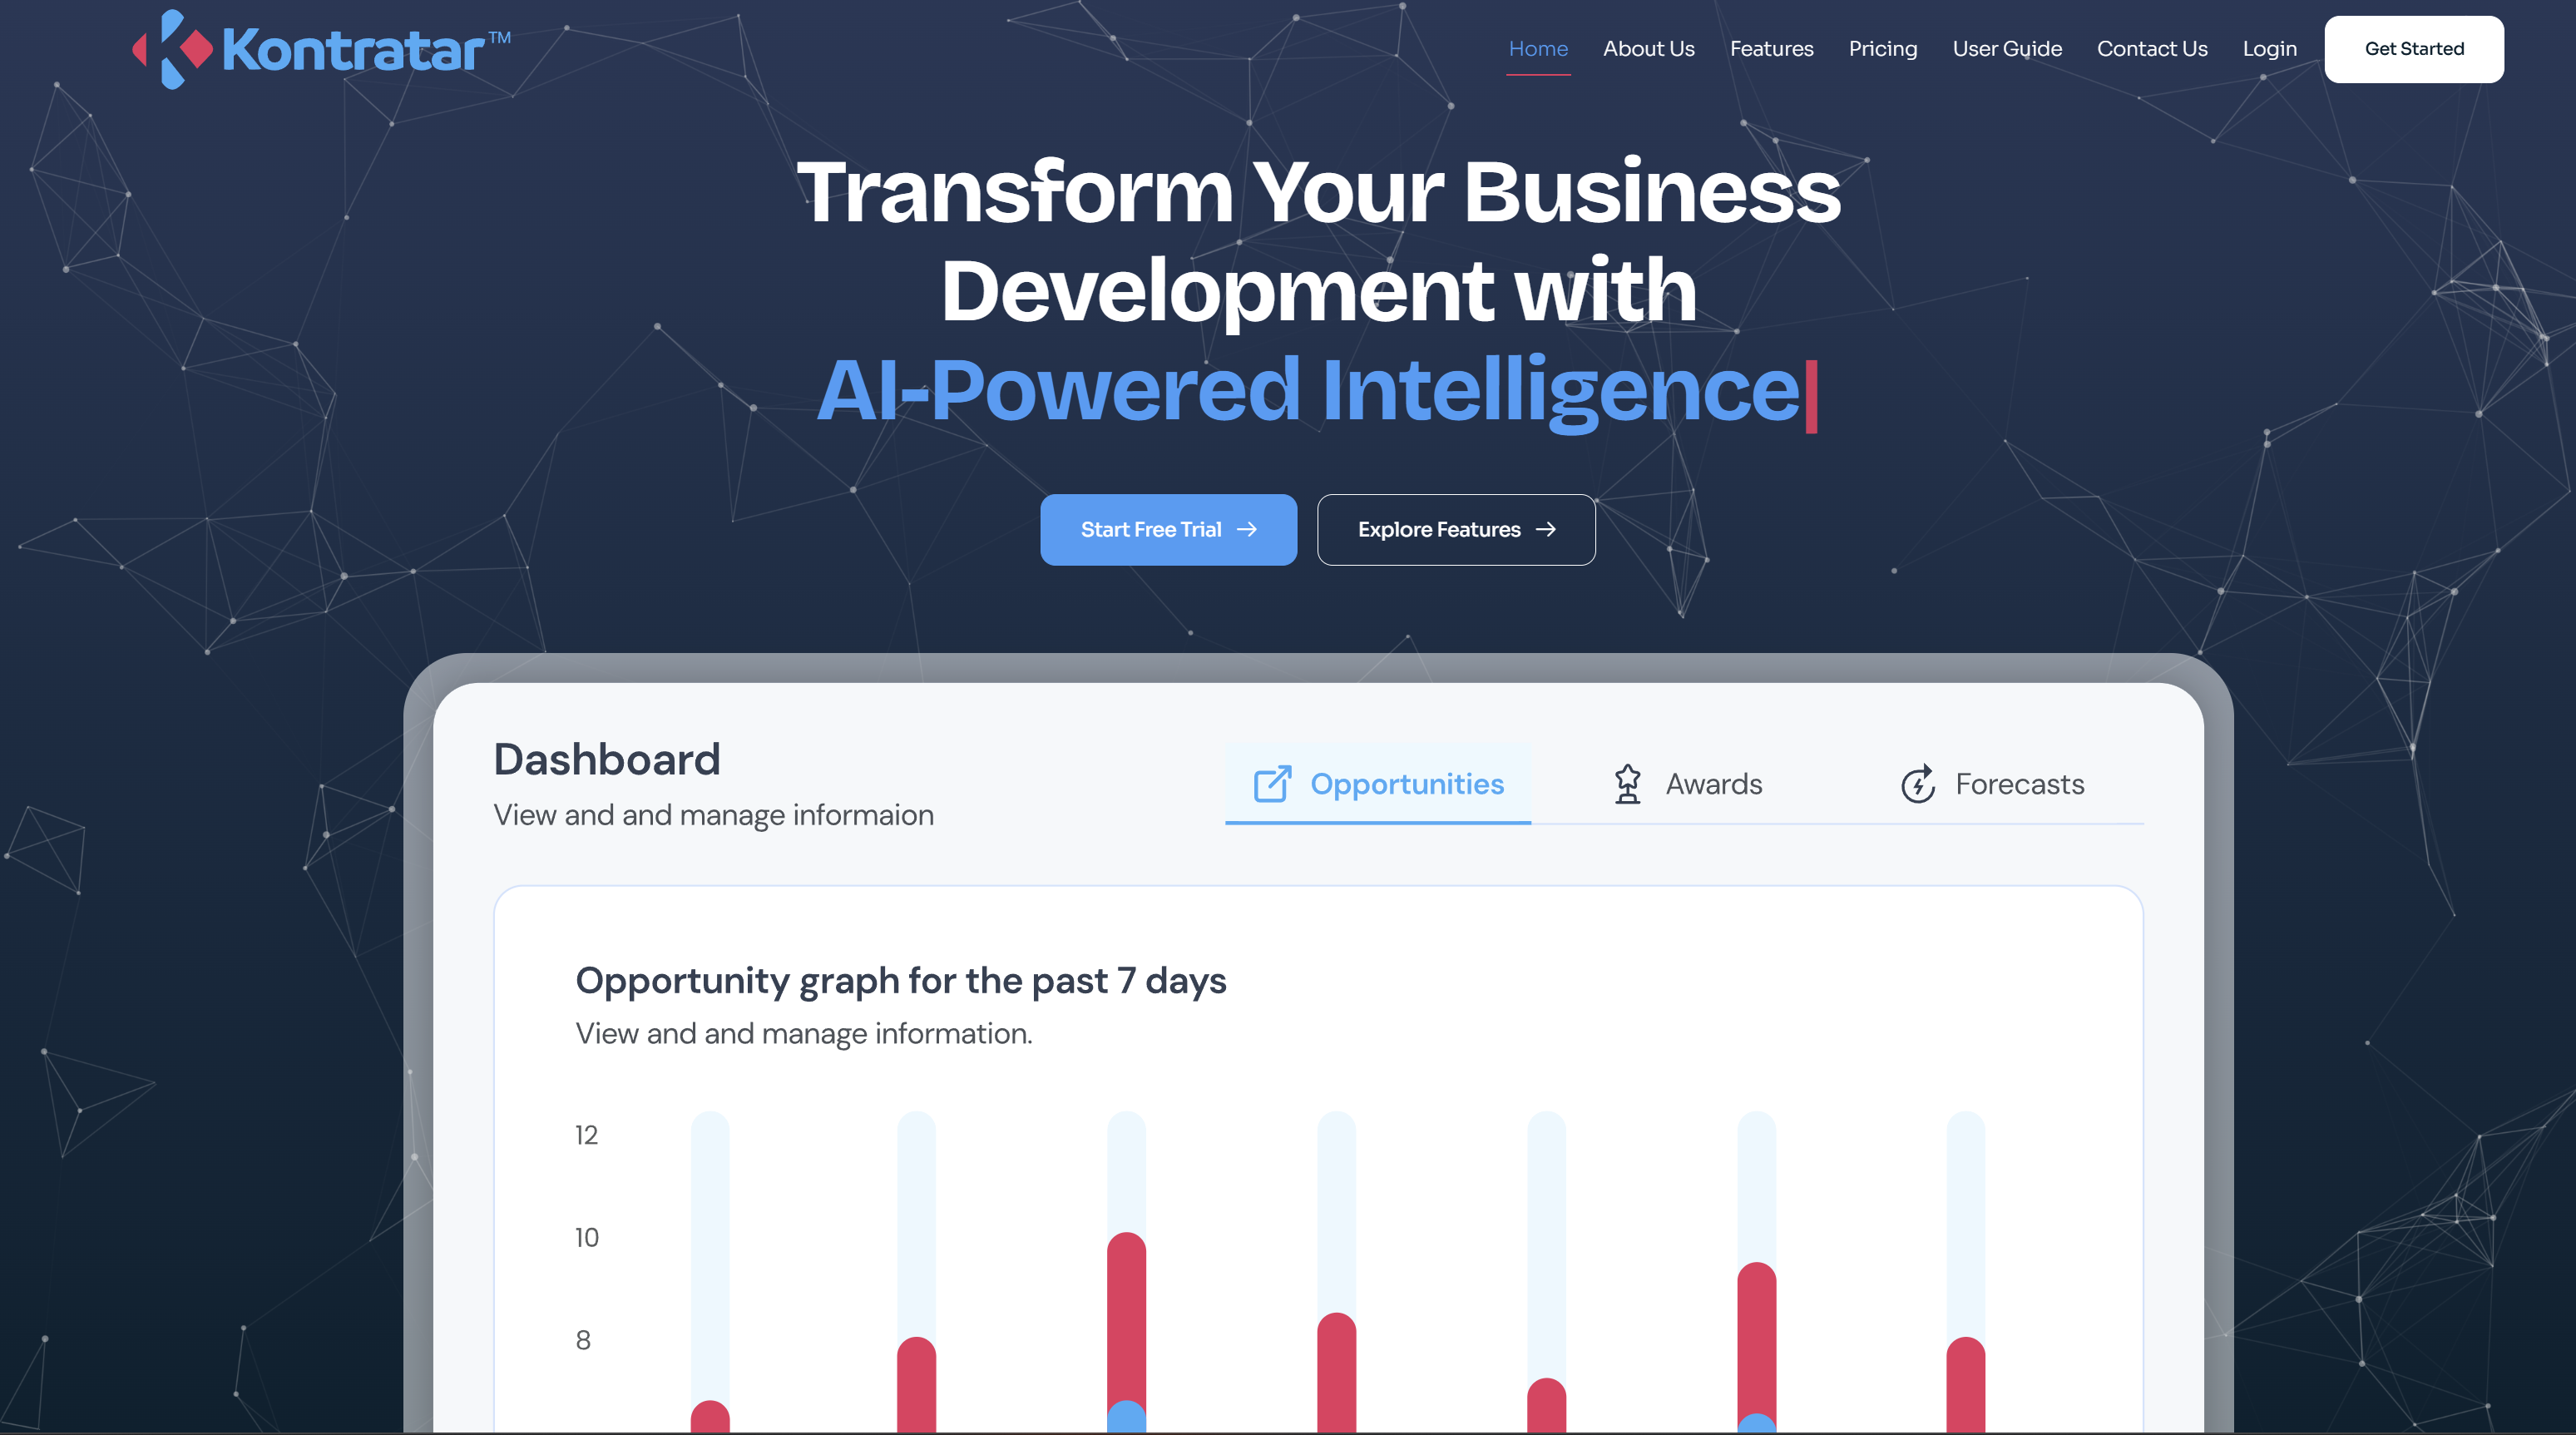 Kontratar™
Home About Us Features Pricing User Guide Contact Us Login Get Started
Transform Your Business
Development with
AI-Powered Intelligence
Start Free Trial → Explore Features →
Dashboard
View and and manage informaion
Opportunities Awards Forecasts
Opportunity graph for the past 7 days
View and and manage information.
12
10
8